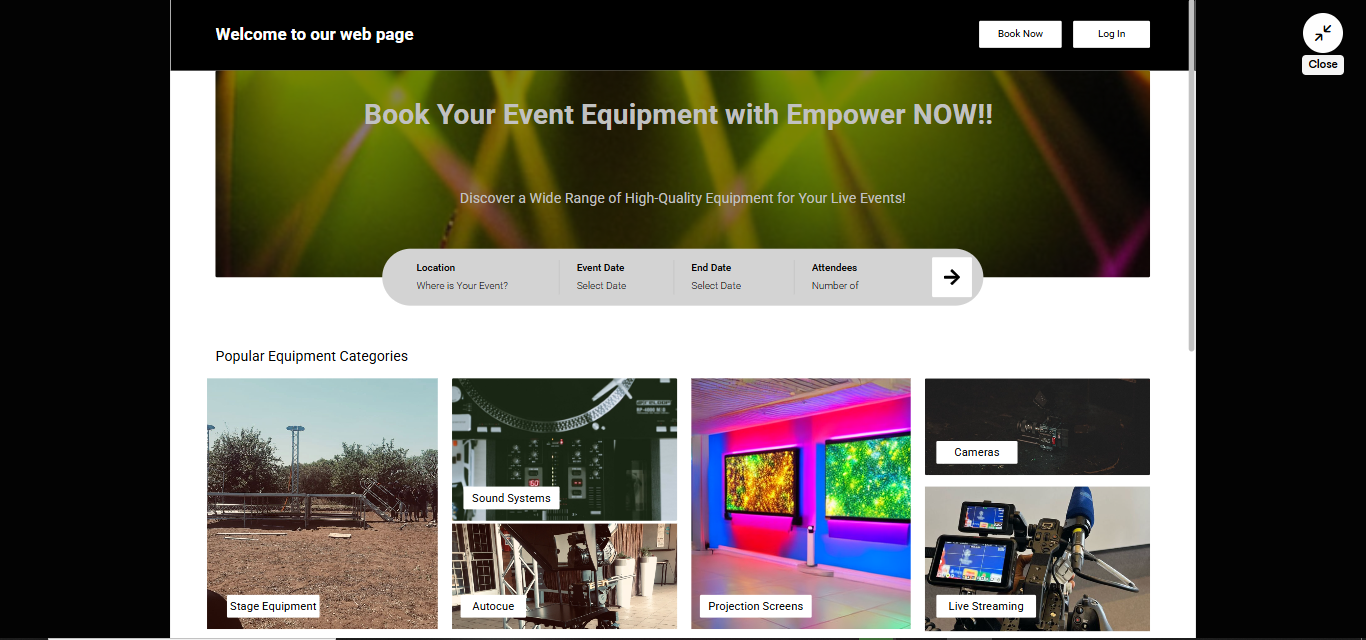 Welcome to our web page
Book Now
Log In
Close
Book Your Event Equipment with Empower NOW!!
Discover a Wide Range of High-Quality Equipment for Your Live Events!
Location
Where is Your Event?
Event Date
Select Date
End Date
Select Date
Attendees
Number of
Popular Equipment Categories
Stage Equipment
Sound Systems
Autocue
Projection Screens
Cameras
Live Streaming